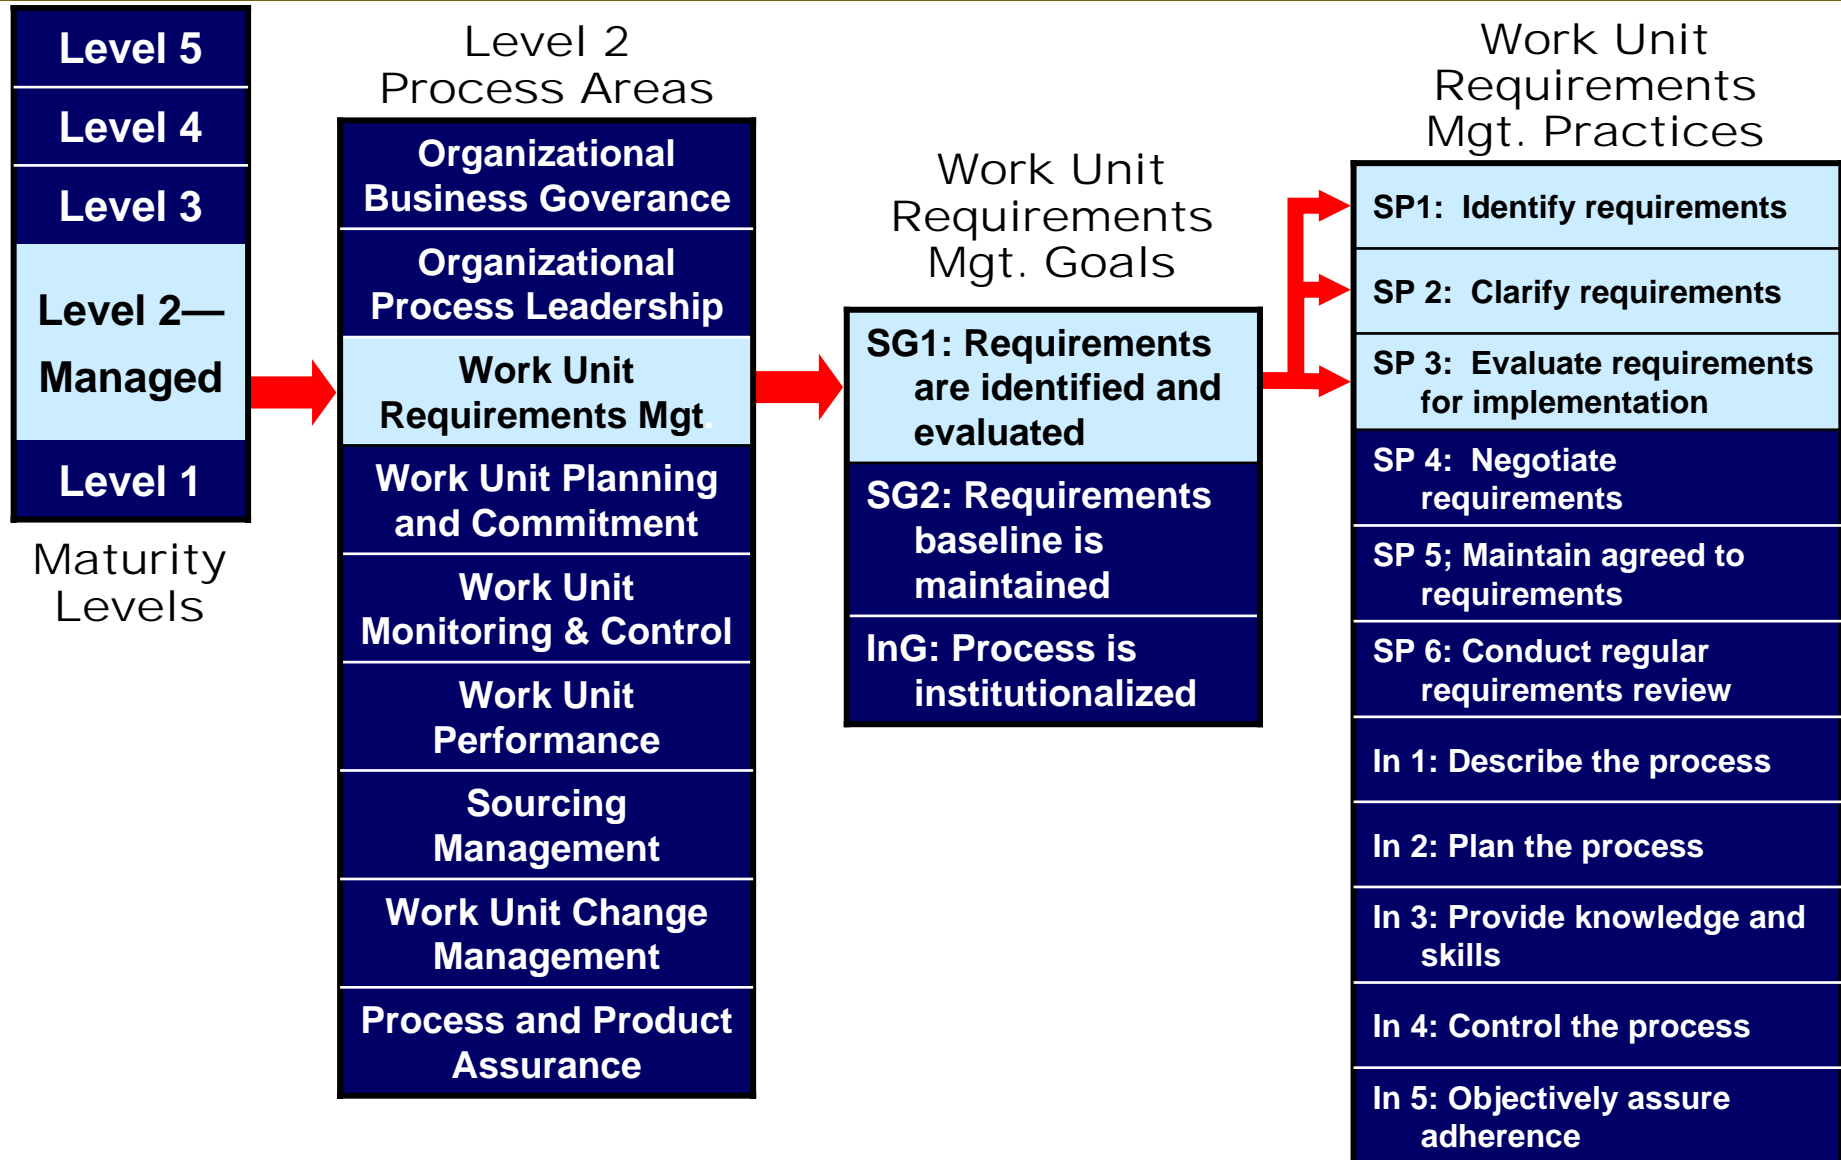 Level 5
Level 4
Level 3
Level 2—
Managed
Level 1
Maturity
Levels
Level 2
Process Areas
Organizational
Business Goverance
Organizational
Process Leadership
Work Unit
Requirements Mgt.
Work Unit Planning
and Commitment
Work Unit
Monitoring & Control
Work Unit
Performance
Sourcing
Management
Work Unit Change
Management
Process and Product
Assurance
Work Unit
Requirements
Mgt. Goals
SG1: Requirements
are identified and
evaluated
SG2: Requirements
baseline is
maintained
InG: Process is
institutionalized
Work Unit
Requirements
Mgt. Practices
SP1: Identify requirements
SP 2: Clarify requirements
SP 3: Evaluate requirements
for implementation
SP 4: Negotiate
requirements
SP 5; Maintain agreed to
requirements
SP 6: Conduct regular
requirements review
In 1: Describe the process
In 2: Plan the process
In 3: Provide knowledge and
skills
In 4: Control the process
In 5: Objectively assure
adherence